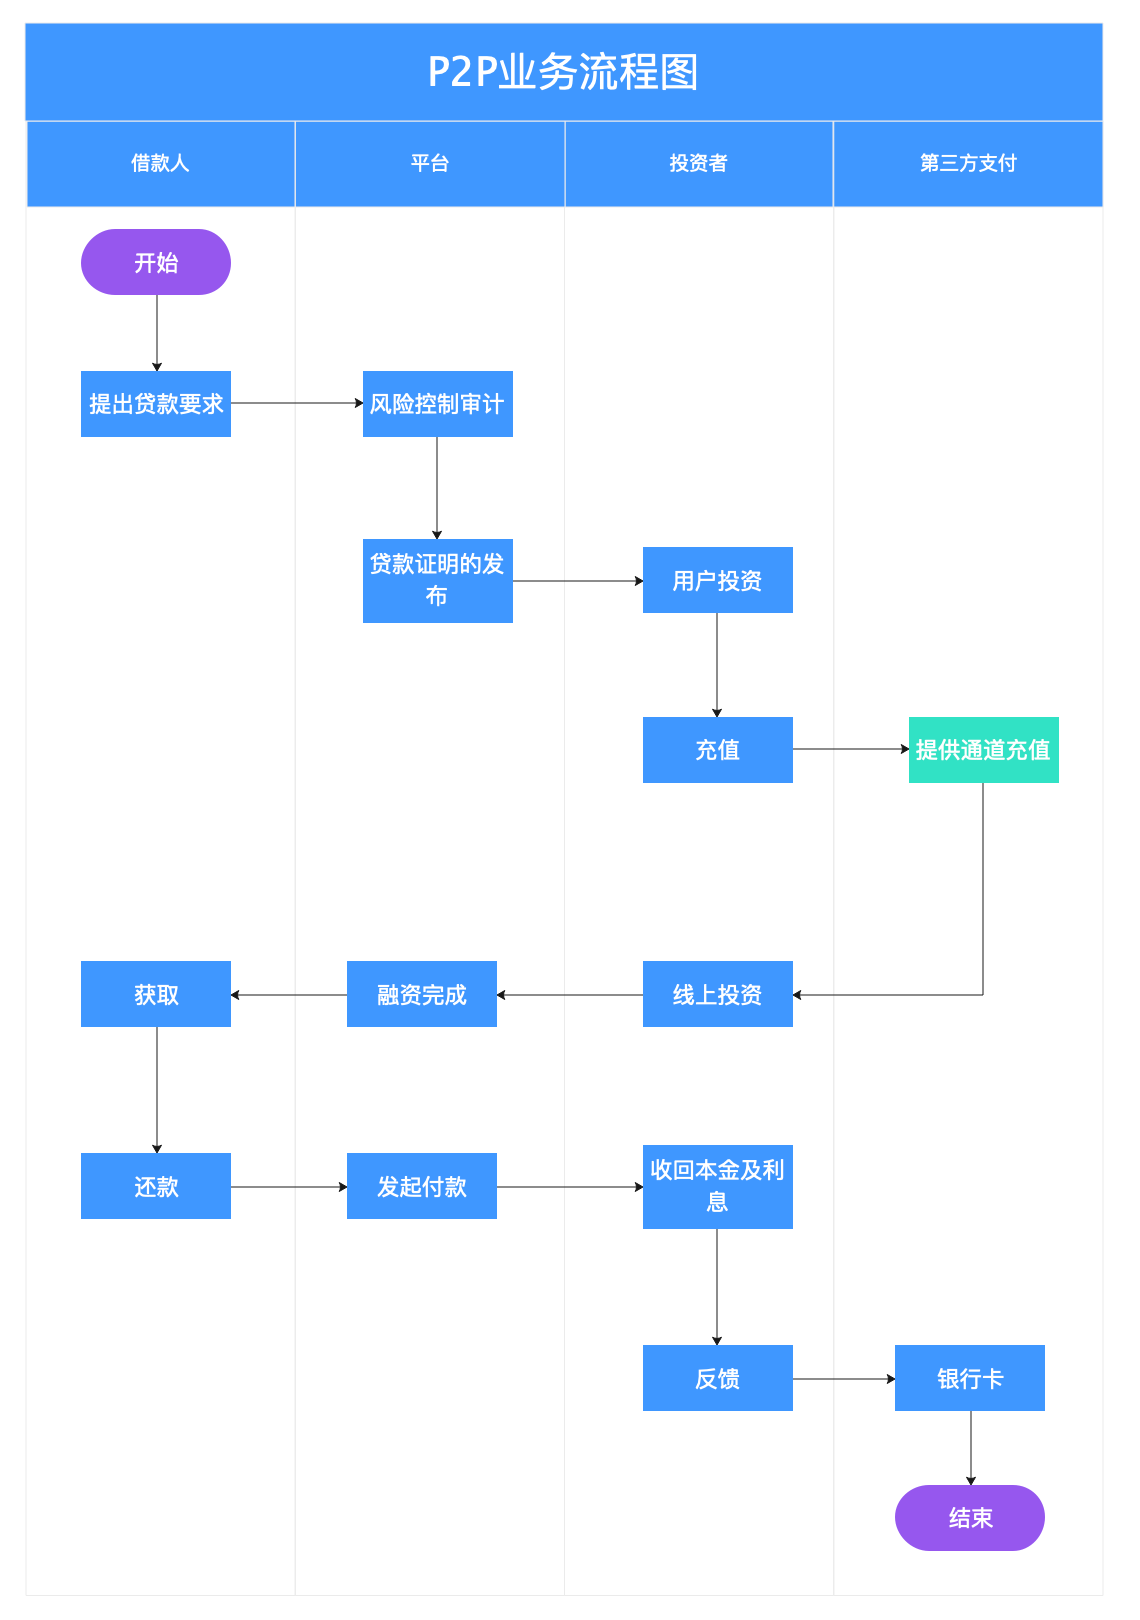 P2P业务流程图
借款人
平台
投资者
第三方支付
开始
提出贷款要求
风险控制审计
贷款证明的发
布
用户投资
充值
提供通道充值
获取
融资完成
线上投资
还款
发起付款
收回本金及利
息
反馈
银行卡
结束